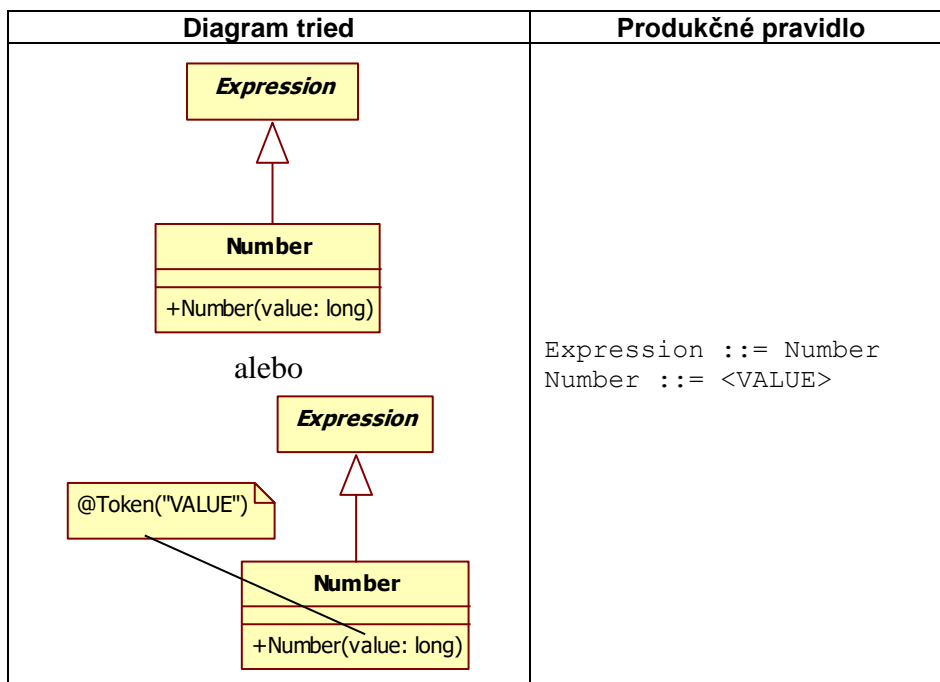 Diagram tried
Produkčné pravidlo
Expression
Number
+Number(value: long)
alebo
Expression
@Token("VALUE")
Number
+Number(value: long)
Expression ::= Number
Number ::= <VALUE>